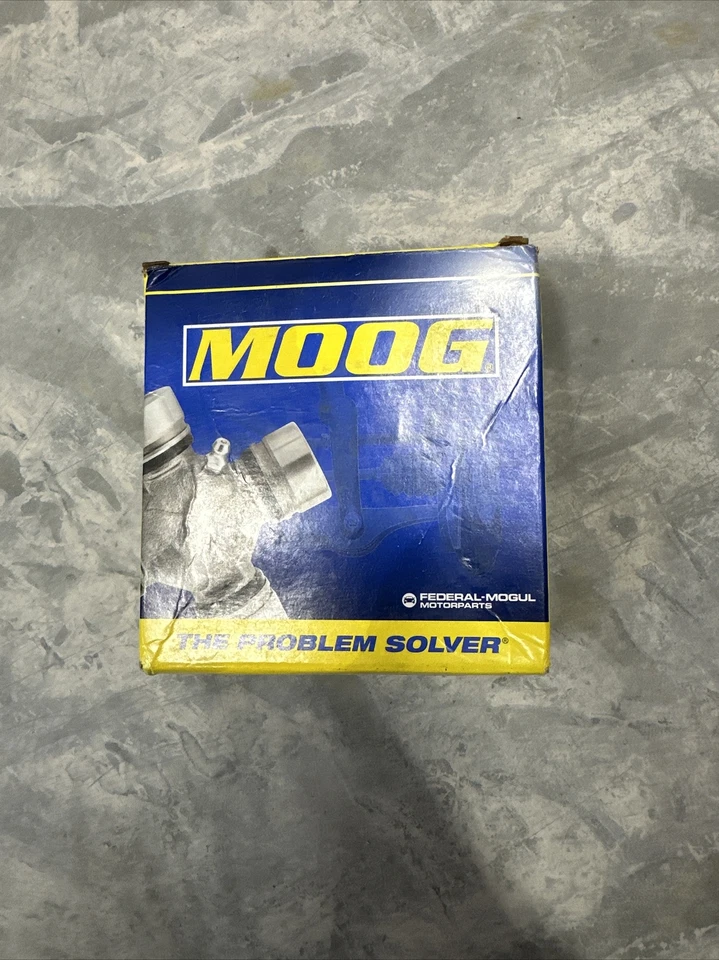 MOOG
FEDERAL-MOGUL
MOTORPARTS
THE PROBLEM SOLVER®